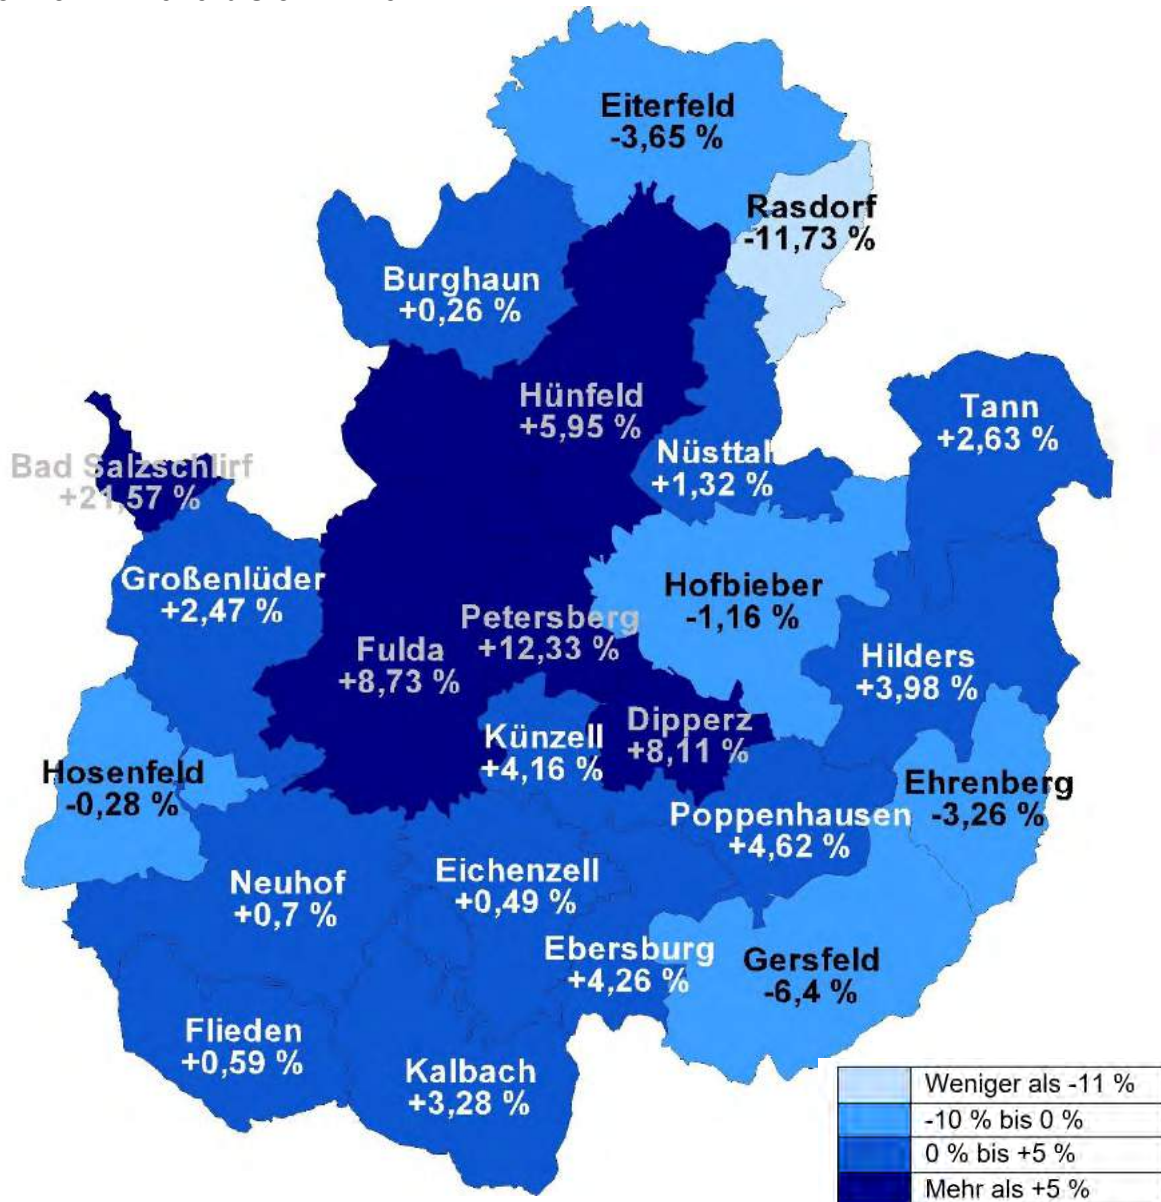 Eiterfeld
-3,65 %
Rasdorf
-11,73 %
Burghaun
+0,26 %
Hünfeld
+5,95 %
Tann
+2,63 %
Nüsttal
+1,32 %
Bad Salzschlirf
+21,57 %
Großenlüder
+2,47 %
Hofbieber
-1,16 %
Petersberg
+12,33 %
Fulda
+8,73 %
Hilders
+3,98 %
Dipperz
+8,11 %
Künzell
+4,16 %
Hosenfeld
-0,28 %
Ehrenberg
-3,26 %
Poppenhausen
+4,62 %
Eichenzell
+0,49 %
Neuhof
+0,7 %
Ebersburg
+4,26 %
Gersfeld
-6,4 %
Flieden
+0,59 %
Kalbach
+3,28 %
Weniger als -11 %
-10 % bis 0 %
0 % bis +5 %
Mehr als +5 %